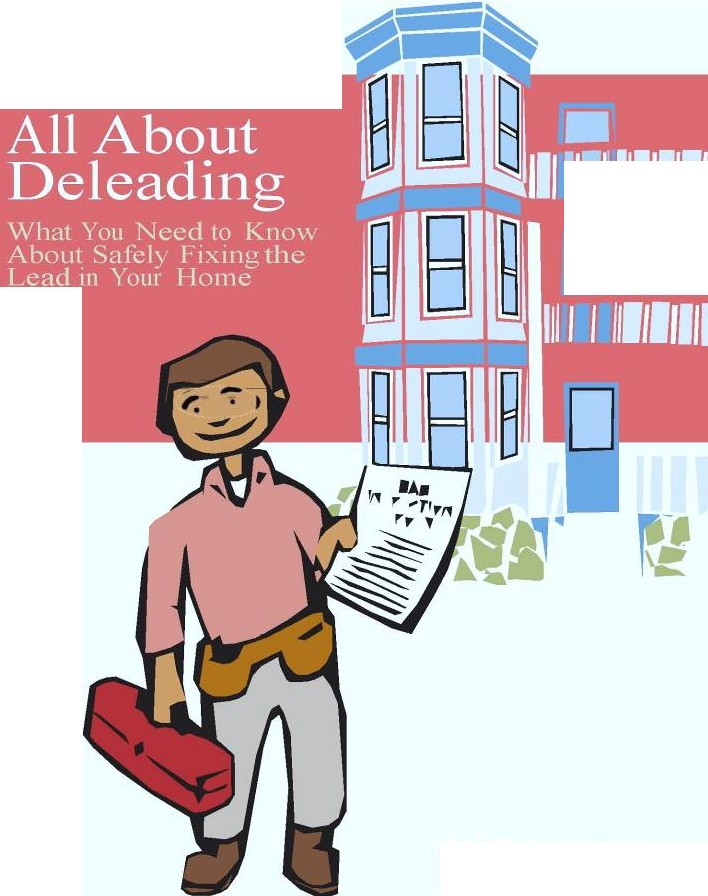 All About
Deleading
What You Need to Know
About Safely Fixing the
Lead in Your Home